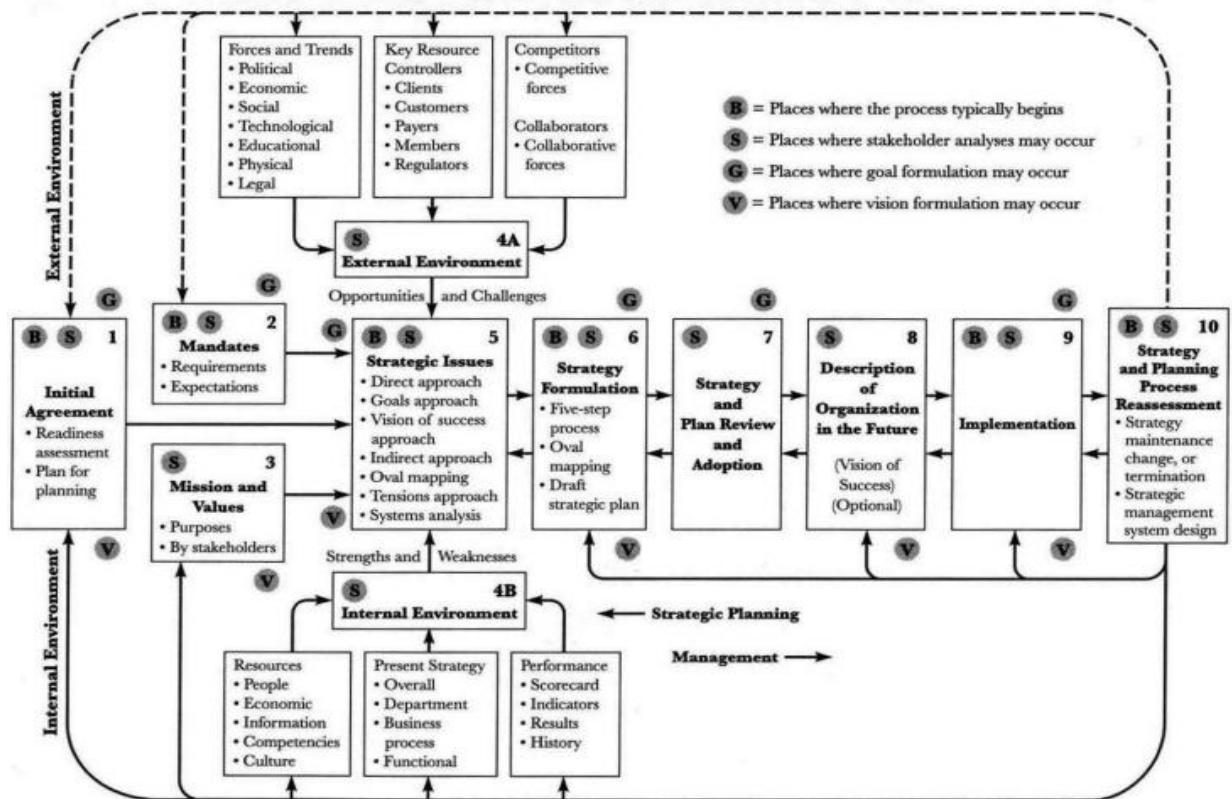 Forces and Trends
• Political
• Economic
• Social
• Technological
• Educational
• Physical
• Legal
Key Resource
Controllers
• Clients
• Customers
• Payers
• Members
• Regulators
Competitors
• Competitive
forces
Collaborators
• Collaborative
forces
B = Places where the process typically begins
S = Places where stakeholder analyses may occur
G = Places where goal formulation may occur
V = Places where vision formulation may occur
External Environment
S 4A
External Environment
Opportunities and Challenges
G
B S 1
Initial
Agreement
• Readiness
assessment
• Plan for
planning
V
G
B S 2
Mandates
• Requirements
• Expectations
S 3
Mission and
Values
• Purposes
• By stakeholders
V
G
B S 5
Strategic Issues
• Direct approach
• Goals approach
• Vision of success
approach
• Indirect approach
• Oval mapping
• Tensions approach
• Systems analysis
V
G
B S 6
Strategy
Formulation
• Five-step
process
• Oval
mapping
• Draft
strategic plan
V
G
S 7
Strategy
and
Plan Review
and
Adoption
S 8
Description
of
Organization
in the Future
(Vision of
Success)
(Optional)
V
G
B S 9
Implementation
V
B S 10
Strategy
and Planning
Process
Reassessment
• Strategy
maintenance
change, or
termination
• Strategic
management
system design
Strengths and Weaknesses
S 4B
Internal Environment
Internal Environment
Strategic Planning
Management
Resources
• People
• Economic
• Information
• Competencies
• Culture
Present Strategy
• Overall
• Department
• Business
process
• Functional
Performance
• Scorecard
• Indicators
• Results
• History